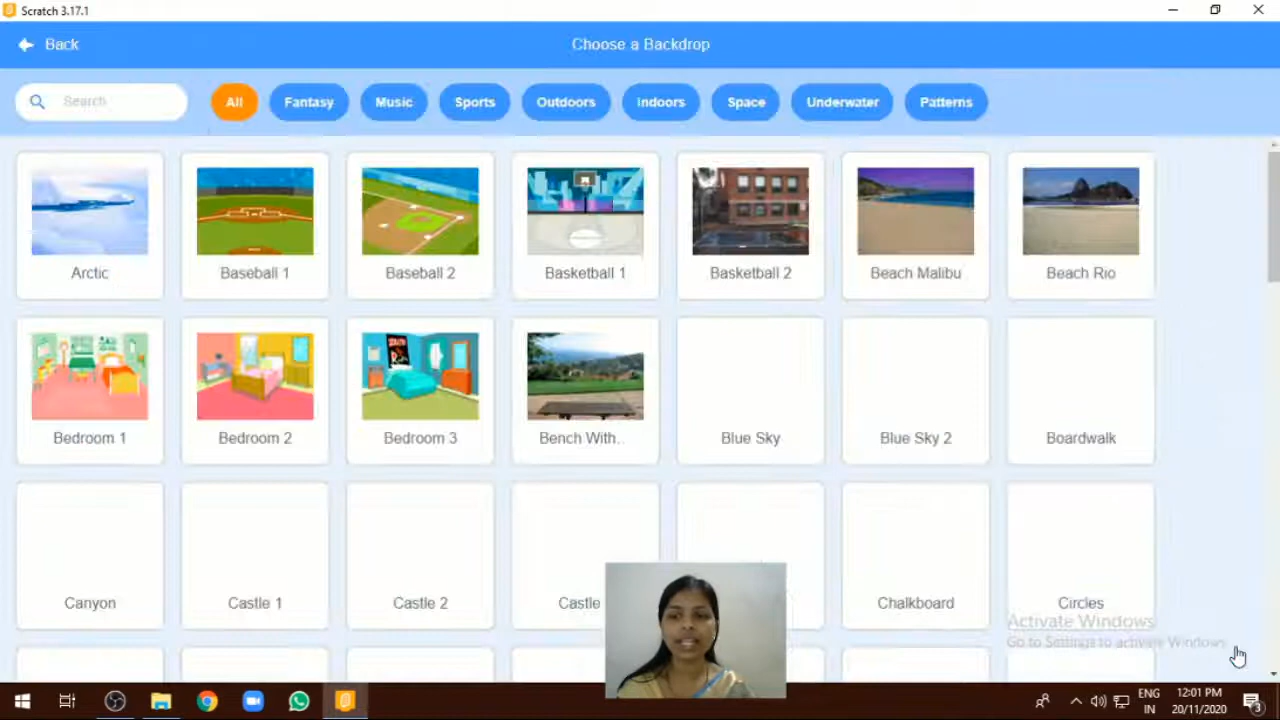 Scratch 3.17.1
Back
Choose a Backdrop
Search
All
Fantasy
Music
Sports
Outdoors
Indoors
Space
Underwater
Patterns
Arctic
Baseball 1
Baseball 2
Basketball 1
Basketball 2
Beach Malibu
Beach Rio
Bedroom 1
Bedroom 2
Bedroom 3
Bench With..
Blue Sky
Blue Sky 2
Boardwalk
Canyon
Castle 1
Castle 2
Castle
Chalkboard
Circles
Activate Windows
Go to Settings to activate Windows.
ENG
IN
12:01 PM
20/11/2020
3